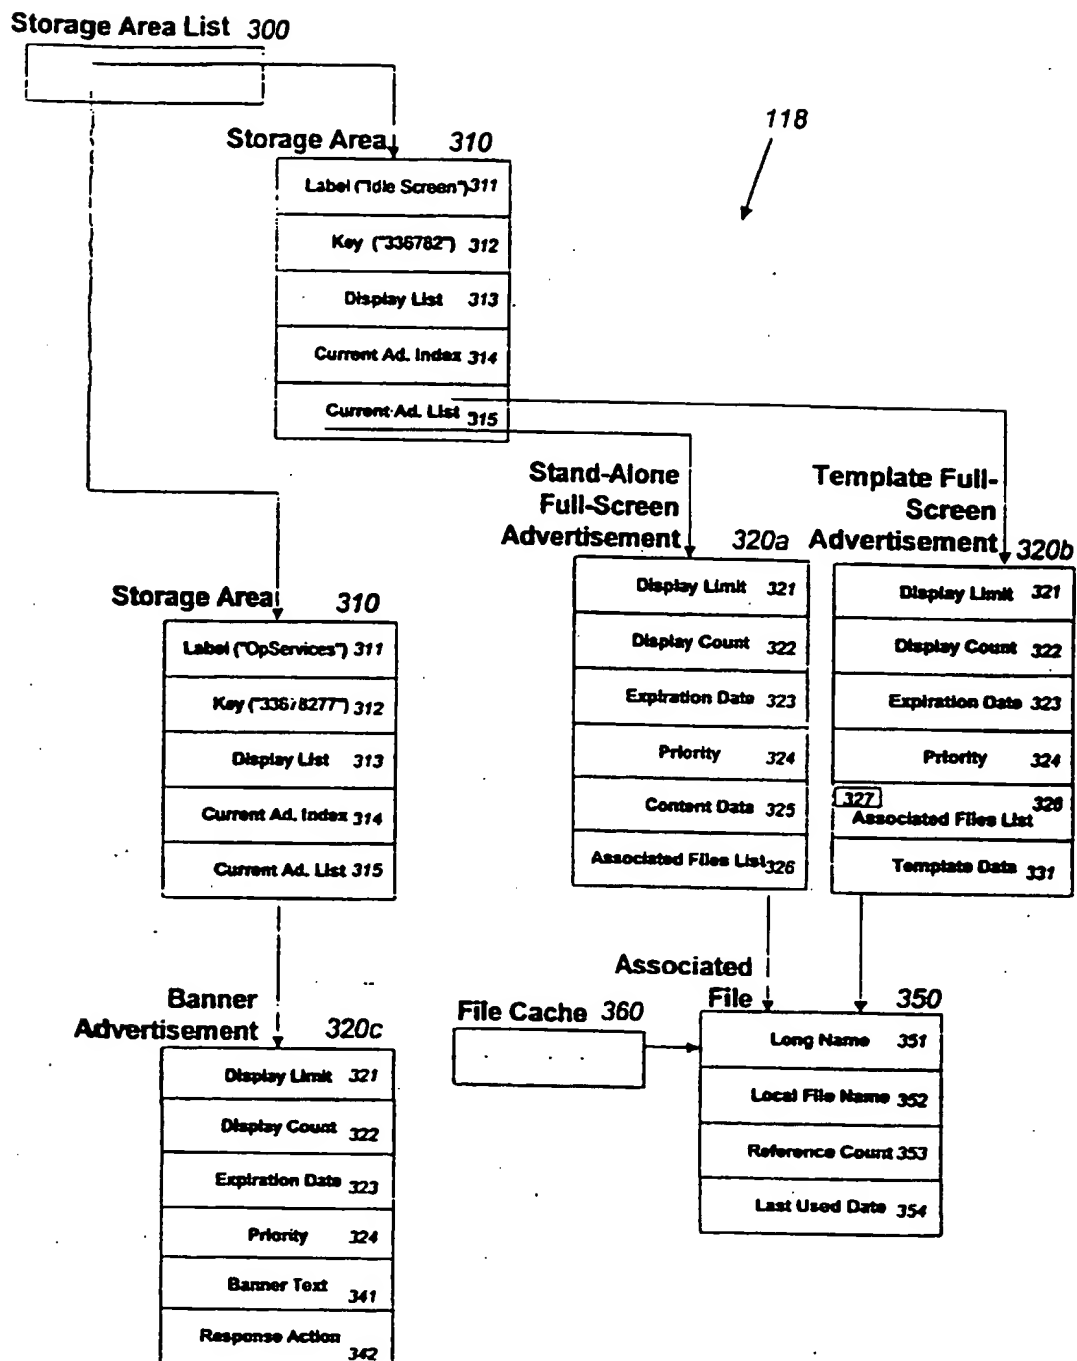 Storage Area List 300
118
Storage Area 310
Label ("Idle Screen") 311
Key ("336782") 312
Display List 313
Current Ad. Index 314
Current Ad. List 315
Stand-Alone
Full-Screen
Advertisement 320a
Display Limit 321
Display Count 322
Expiration Date 323
Priority 324
Content Data 325
Associated Files List 326
Template Full-
Screen
Advertisement 320b
Display Limit 321
Display Count 322
Expiration Date 323
Priority 324
327 326
Associated Files List
Template Data 331
Storage Area 310
Label ("OpServices") 311
Key ("33678277") 312
Display List 313
Current Ad. Index 314
Current Ad. List 315
Banner
Advertisement 320c
Display Limit 321
Display Count 322
Expiration Date 323
Priority 324
Banner Text 341
Response Action
342
File Cache 360
Associated
File 350
Long Name 351
Local File Name 352
Reference Count 353
Last Used Date 354